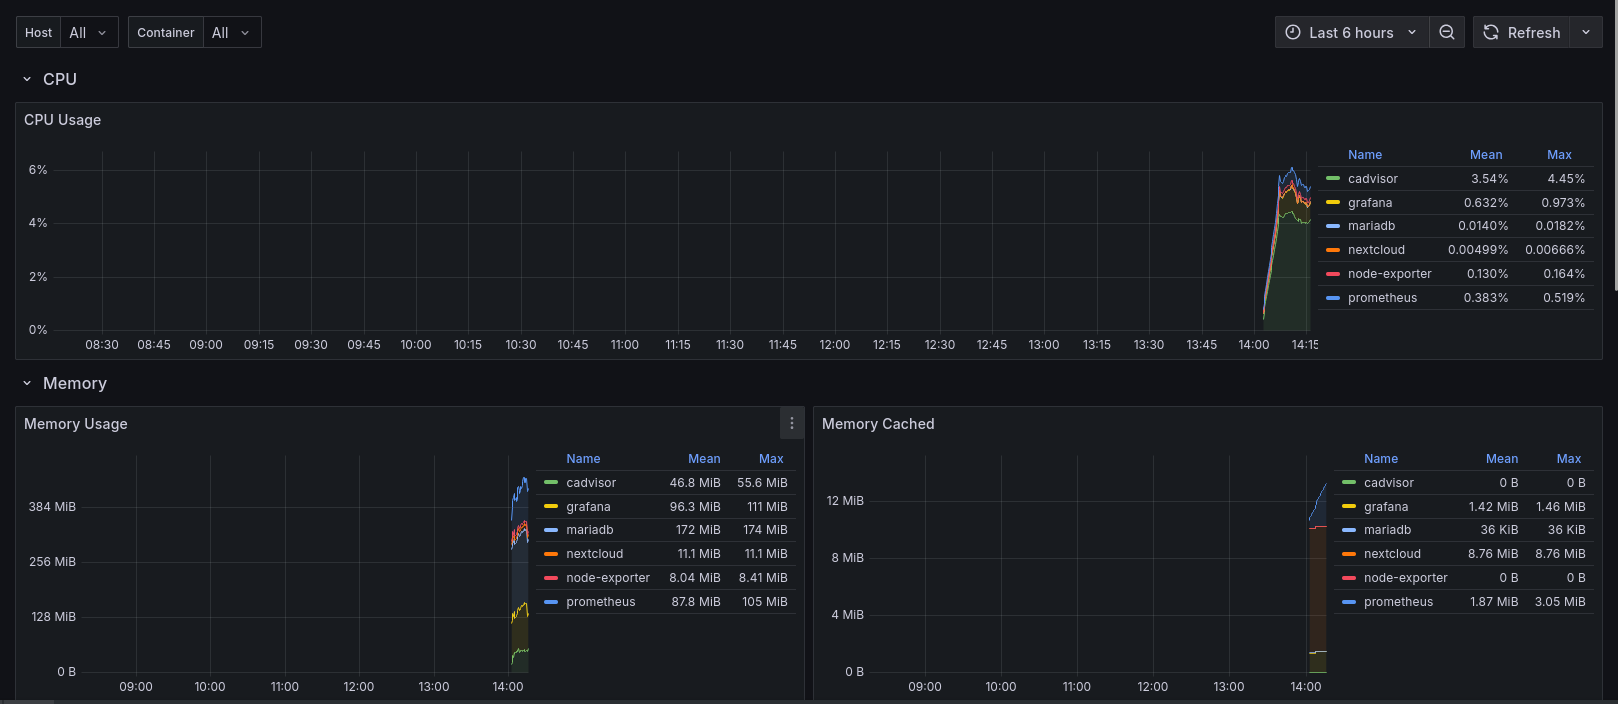 Host All Container All Last 6 hours Refresh
CPU
CPU Usage
Name Mean Max
6%
cadvisor 3.54% 4.45%
grafana 0.632% 0.973%
4%
mariadb 0.0140% 0.0182%
nextcloud 0.00499% 0.00666%
2%
node-exporter 0.130% 0.164%
prometheus 0.383% 0.519%
0%
08:30 08:45 09:00 09:15 09:30 09:45 10:00 10:15 10:30 10:45 11:00 11:15 11:30 11:45 12:00 12:15 12:30 12:45 13:00 13:15 13:30 13:45 14:00 14:15
Memory
Memory Usage
Name Mean Max
cadvisor 46.8 MiB 55.6 MiB
384 MiB
grafana 96.3 MiB 111 MiB
mariadb 172 MiB 174 MiB
256 MiB
nextcloud 11.1 MiB 11.1 MiB
node-exporter 8.04 MiB 8.41 MiB
128 MiB
prometheus 87.8 MiB 105 MiB
0 B
09:00 10:00 11:00 12:00 13:00 14:00
Memory Cached
Name Mean Max
cadvisor 0 B 0 B
12 MiB
grafana 1.42 MiB 1.46 MiB
mariadb 36 KiB 36 KiB
8 MiB
nextcloud 8.76 MiB 8.76 MiB
node-exporter 0 B 0 B
4 MiB
prometheus 1.87 MiB 3.05 MiB
0 B
09:00 10:00 11:00 12:00 13:00 14:00